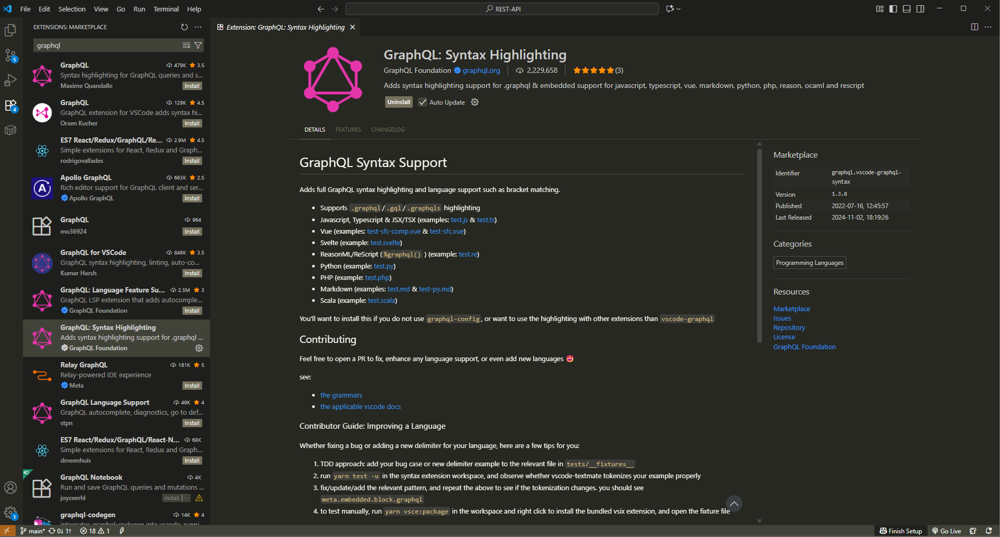 File Edit Selection View Go Run Terminal Help
REST-API
EXTENSIONS: MARKETPLACE
graphql
GraphQL 479K 3.5
Syntax highlighting for GraphQL queries and s...
Maxime Quandalle Install
GraphQL 129K 4.5
GraphQL extension for VSCode adds syntax hi...
Orsen Kucher Install
ES7 React/Redux/GraphQL/Re... 2.9M 4.5
Simple extensions for React, Redux and Graph...
rodrigovallades Install
Apollo GraphQL 663K 2.5
Rich editor support for GraphQL client and ser...
Apollo GraphQL Install
GraphQL 964
mo36924 Install
GraphQL for VSCode 846K 3.5
GraphQL syntax highlighting, linting, auto-co...
Kumar Harsh Install
GraphQL: Language Feature Su... 2.5M 3
GraphQL LSP extension that adds autocomple...
GraphQL Foundation Install
GraphQL: Syntax Highlighting
Adds syntax highlighting support for .graphql ...
GraphQL Foundation
Relay GraphQL 181K 5
Relay-powered IDE experience
Meta Install
GraphQL Language Support 49K 4
GraphQL autocomplete, diagnostics, go to def...
stpn Install
ES7 React/Redux/GraphQL/React-N... 68K
Simple extensions for React, Redux and Graph...
dmeenhuis Install
GraphQL Notebook 4K
Run and save GraphQL queries and mutations ...
joyceerhl Install
graphql-codegen 14K 4
integrates graphql-codegen into vscode, runni...
5
4
1
Extension: GraphQL: Syntax Highlighting
GraphQL: Syntax Highlighting
GraphQL Foundation graphql.org 2,229,658 (3)
Adds syntax highlighting support for .graphql & embedded support for javascript, typescript, vue, markdown, python, php, reason, ocaml and rescript
Uninstall Auto Update
DETAILS FEATURES CHANGELOG
GraphQL Syntax Support
Adds full GraphQL syntax highlighting and language support such as bracket matching.
• Supports .graphql/.gql/.graphqls highlighting
• Javascript, Typescript & JSX/TSX (examples: test.js & test.ts)
• Vue (examples: test-sfc-comp.vue & test-sfc.vue)
• Svelte (example: test.svelte)
• ReasonML/ReScript (%graphql() ) (example: test.re)
• Python (example: test.py)
• PHP (example: test.php)
• Markdown (examples: test.md & test-py.md)
• Scala (example: test.scala)
You'll want to install this if you do not use graphql-config, or want to use the highlighting with other extensions than vscode-graphql
Contributing
Feel free to open a PR to fix, enhance any language support, or even add new languages 😍
see:
• the grammars
• the applicable vscode docs
Contributor Guide: Improving a Language
Whether fixing a bug or adding a new delimiter for your language, here are a few tips for you:
1. TDD approach: add your bug case or new delimiter example to the relevant file in tests/__fixtures__
2. run yarn test -u in the syntax extension workspace, and observe whether vscode-textmate tokenizes your example properly
3. fix/update/add the relevant pattern, and repeat the above to see if the tokenization changes. you should see
meta.embedded.block.graphql
4. to test manually, run yarn vsce:package in the workspace and right click to install the bundled vsix extension, and open the fixture file
Marketplace
Identifier graphql.vscode-graphql-
syntax
Version 1.3.8
Published 2022-07-16, 12:45:57
Last Released 2024-11-02, 18:19:26
Categories
Programming Languages
Resources
Marketplace
Issues
Repository
License
GraphQL Foundation
main* 0↓ 1↑ 18 1 Finish Setup Go Live